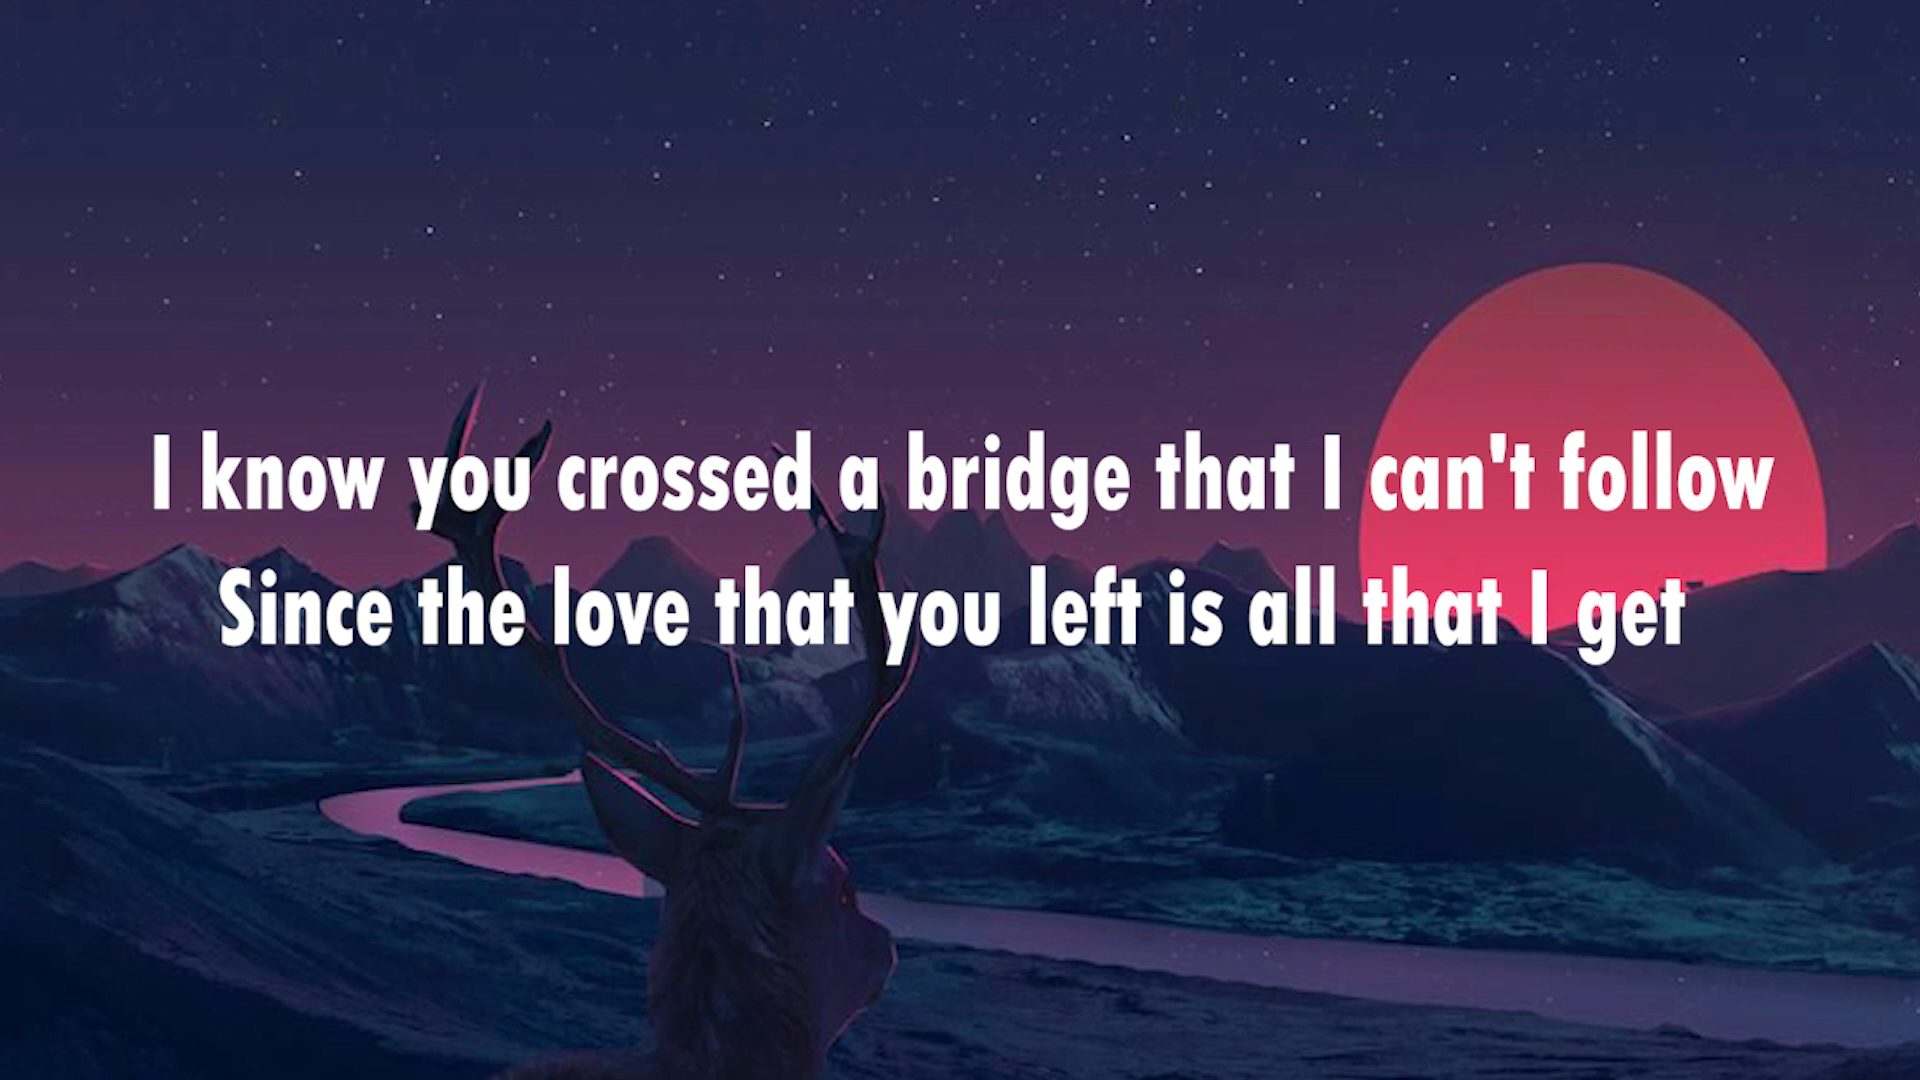 I know you crossed a bridge that I can't follow
Since the love that you left is all that I get